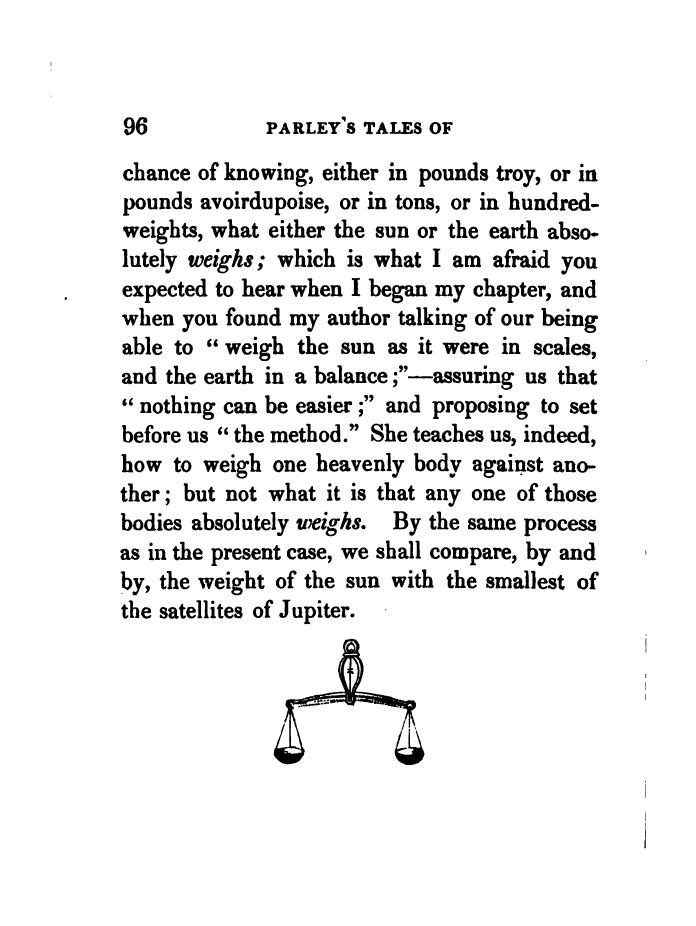 96 PARLEY'S TALES OF
chance of knowing, either in pounds troy, or in
pounds avoirdupoise, or in tons, or in hundred-
weights, what either the sun or the earth abso-
lutely weighs; which is what I am afraid you
expected to hear when I began my chapter, and
when you found my author talking of our being
able to “ weigh the sun as it were in scales,
and the earth in a balance;”—assuring us that
“ nothing can be easier;” and proposing to set
before us “ the method.” She teaches us, indeed,
how to weigh one heavenly body against ano-
ther; but not what it is that any one of those
bodies absolutely weighs. By the same process
as in the present case, we shall compare, by and
by, the weight of the sun with the smallest of
the satellites of Jupiter.